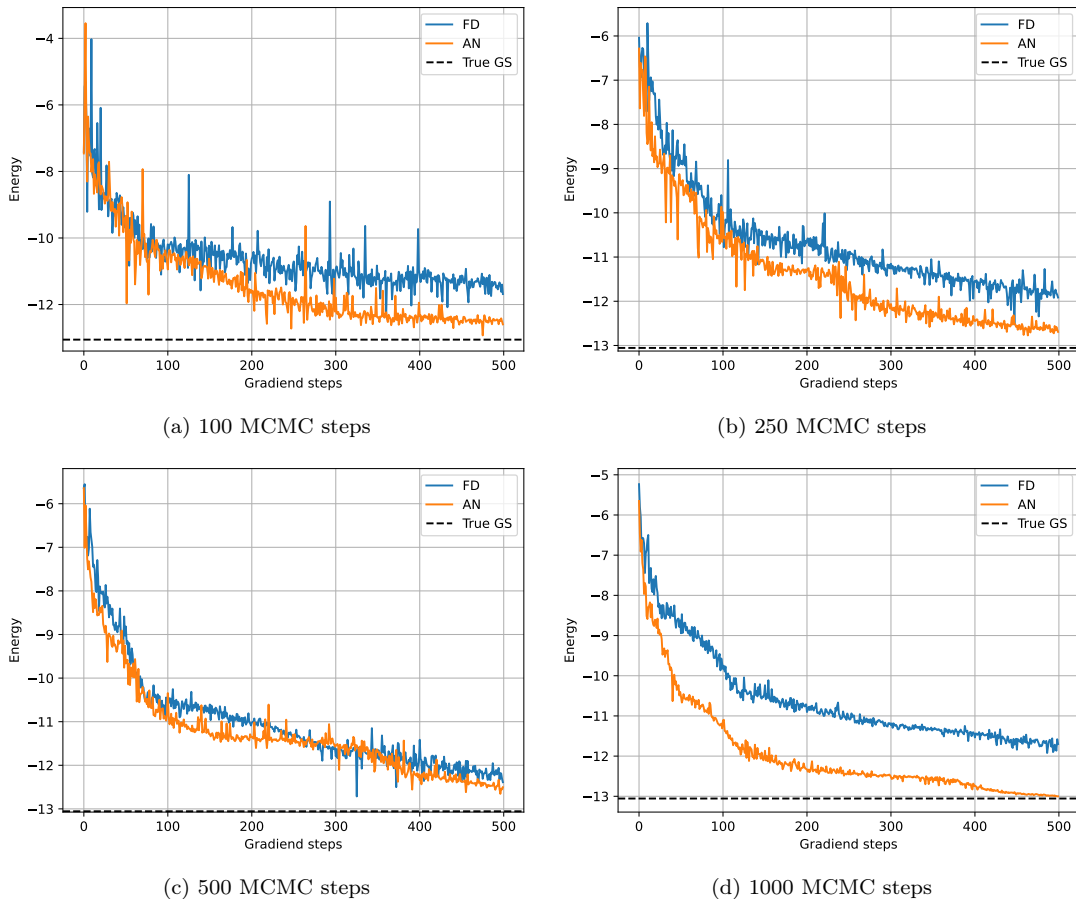 FD
AN
True GS
−4
−6
−8
−10
−12
Energy
0 100 200 300 400 500
Gradiend steps
(a) 100 MCMC steps
FD
AN
True GS
−6
−7
−8
−9
−10
−11
−12
−13
Energy
0 100 200 300 400 500
Gradiend steps
(b) 250 MCMC steps
FD
AN
True GS
−6
−7
−8
−9
−10
−11
−12
−13
Energy
0 100 200 300 400 500
Gradiend steps
(c) 500 MCMC steps
FD
AN
True GS
−5
−6
−7
−8
−9
−10
−11
−12
−13
Energy
0 100 200 300 400 500
Gradiend steps
(d) 1000 MCMC steps